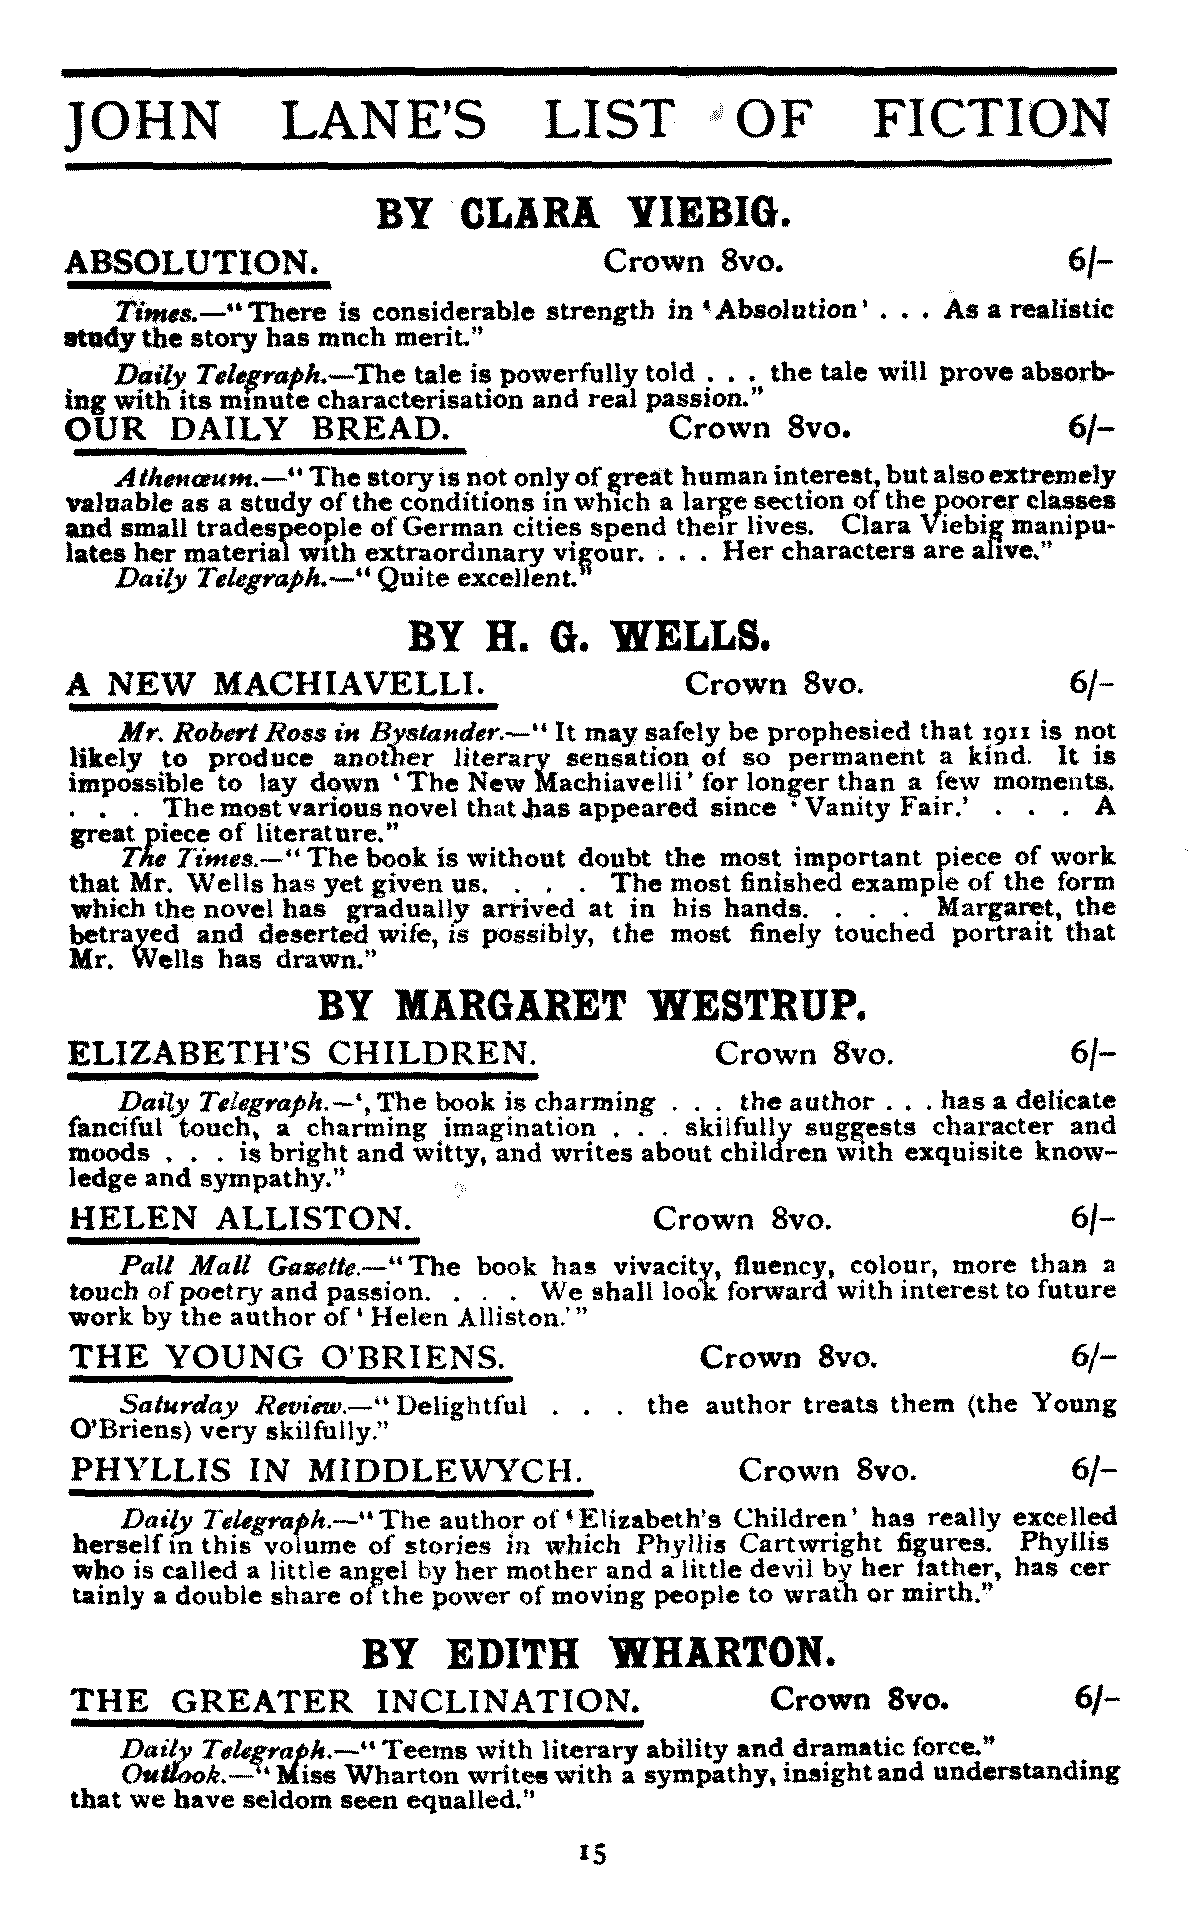 JOHN LANE'S LIST OF FICTION
BY CLARA VIEBIG.
ABSOLUTION. Crown 8vo. 6/-
Times.—"There is considerable strength in 'Absolution' . . . As a realistic
study the story has mnch merit."
Daily Telegraph.—The tale is powerfully told . . . the tale will prove absorb-
ing with its minute characterisation and real passion."
OUR DAILY BREAD. Crown 8vo. 6/-
Athenæum.—"The story is not only of great human interest, but also extremely
valuable as a study of the conditions in which a large section of the poorer classes
and small tradespeople of German cities spend their lives. Clara Viebig manipu-
lates her material with extraordinary vigour. . . . Her characters are alive."
Daily Telegraph.—"Quite excellent."
BY H. G. WELLS.
A NEW MACHIAVELLI. Crown 8vo. 6/-
Mr. Robert Ross in Bystander.—"It may safely be prophesied that 1911 is not
likely to produce another literary sensation of so permanent a kind. It is
impossible to lay down 'The New Machiavelli' for longer than a few moments.
. . . The most various novel that has appeared since 'Vanity Fair.' . . . A
great piece of literature."
The Times.—"The book is without doubt the most important piece of work
that Mr. Wells has yet given us. . . . The most finished example of the form
which the novel has gradually arrived at in his hands. . . . Margaret, the
betrayed and deserted wife, is possibly, the most finely touched portrait that
Mr. Wells has drawn."
BY MARGARET WESTRUP.
ELIZABETH'S CHILDREN. Crown 8vo. 6/-
Daily Telegraph.—',The book is charming . . . the author . . . has a delicate
fanciful touch, a charming imagination . . . skilfully suggests character and
moods . . . is bright and witty, and writes about children with exquisite know-
ledge and sympathy."
HELEN ALLISTON. Crown 8vo. 6/-
Pall Mall Gazette.—"The book has vivacity, fluency, colour, more than a
touch of poetry and passion. . . . We shall look forward with interest to future
work by the author of 'Helen Alliston.'"
THE YOUNG O'BRIENS. Crown 8vo. 6/-
Saturday Review.—"Delightful . . . the author treats them (the Young
O'Briens) very skilfully."
PHYLLIS IN MIDDLEWYCH. Crown 8vo. 6/-
Daily Telegraph.—"The author of 'Elizabeth's Children' has really excelled
herself in this volume of stories in which Phyllis Cartwright figures. Phyllis
who is called a little angel by her mother and a little devil by her father, has cer
tainly a double share of the power of moving people to wrath or mirth."
BY EDITH WHARTON.
THE GREATER INCLINATION. Crown 8vo. 6/-
Daily Telegraph.—"Teems with literary ability and dramatic force."
Outlook.—"Miss Wharton writes with a sympathy, insight and understanding
that we have seldom seen equalled."
15